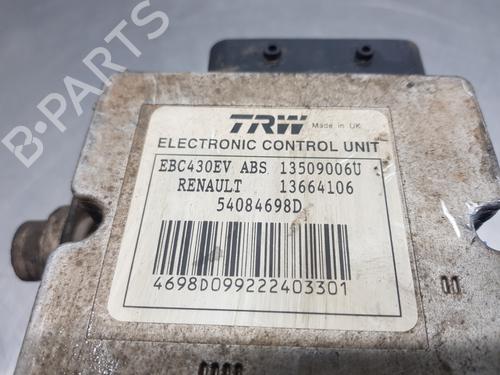 B-PARTS
TRW Made in UK
ELECTRONIC CONTROL UNIT
EBC430EV ABS 13509006U
RENAULT 13664106
54084698D
4698D099222403301